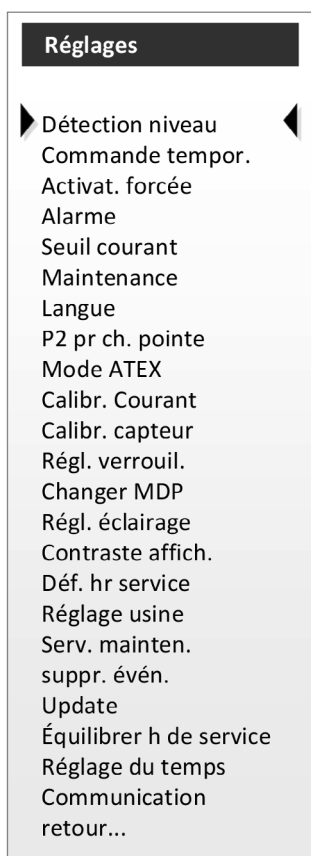 Réglages
Détection niveau
Commande tempor.
Activat. forcée
Alarme
Seuil courant
Maintenance
Langue
P2 pr ch. pointe
Mode ATEX
Calibr. Courant
Calibr. capteur
Régl. verrouil.
Changer MDP
Régl. éclairage
Contraste affich.
Déf. hr service
Réglage usine
Serv. mainten.
suppr. évén.
Update
Équilibrer h de service
Réglage du temps
Communication
retour...